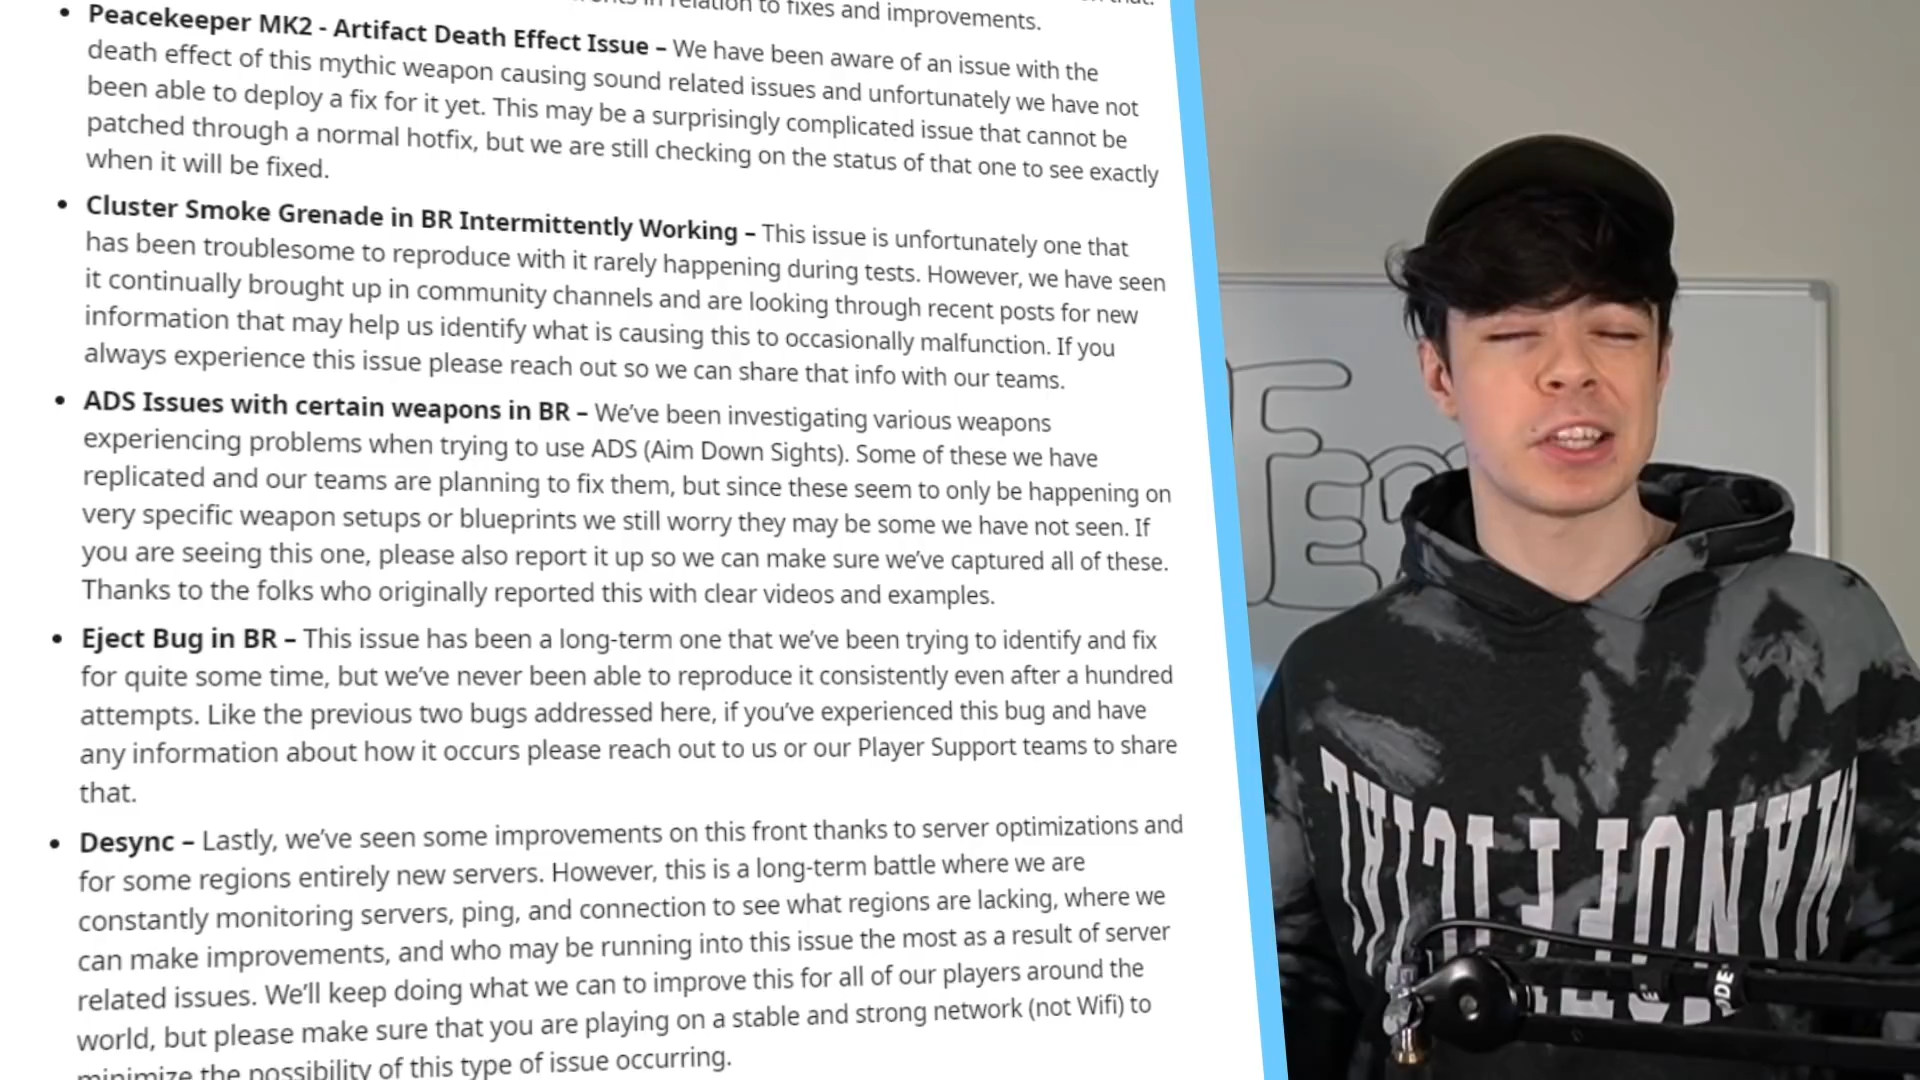 in relation to fixes and improvements.
that.
• Peacekeeper MK2 - Artifact Death Effect Issue – We have been aware of an issue with the
death effect of this mythic weapon causing sound related issues and unfortunately we have not
been able to deploy a fix for it yet. This may be a surprisingly complicated issue that cannot be
patched through a normal hotfix, but we are still checking on the status of that one to see exactly
when it will be fixed.
• Cluster Smoke Grenade in BR Intermittently Working – This issue is unfortunately one that
has been troublesome to reproduce with it rarely happening during tests. However, we have seen
it continually brought up in community channels and are looking through recent posts for new
information that may help us identify what is causing this to occasionally malfunction. If you
always experience this issue please reach out so we can share that info with our teams.
• ADS Issues with certain weapons in BR – We’ve been investigating various weapons
experiencing problems when trying to use ADS (Aim Down Sights). Some of these we have
replicated and our teams are planning to fix them, but since these seem to only be happening on
very specific weapon setups or blueprints we still worry they may be some we have not seen. If
you are seeing this one, please also report it up so we can make sure we’ve captured all of these.
Thanks to the folks who originally reported this with clear videos and examples.
• Eject Bug in BR – This issue has been a long-term one that we’ve been trying to identify and fix
for quite some time, but we’ve never been able to reproduce it consistently even after a hundred
attempts. Like the previous two bugs addressed here, if you’ve experienced this bug and have
any information about how it occurs please reach out to us or our Player Support teams to share
that.
• Desync – Lastly, we’ve seen some improvements on this front thanks to server optimizations and
for some regions entirely new servers. However, this is a long-term battle where we are
constantly monitoring servers, ping, and connection to see what regions are lacking, where we
can make improvements, and who may be running into this issue the most as a result of server
related issues. We’ll keep doing what we can to improve this for all of our players around the
world, but please make sure that you are playing on a stable and strong network (not Wifi) to
minimize the possibility of this type of issue occurring.